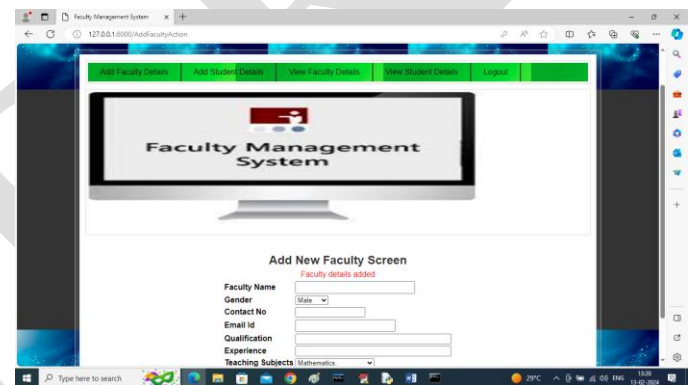 Faculty Management System
127.0.0.1:8000/AddFacultyAction
Add Faculty Details Add Student Details View Faculty Details View Student Details Logout
Faculty Management
System
Add New Faculty Screen
Faculty details added
Faculty Name
Gender Male
Contact No
Email Id
Qualification
Experience
Teaching Subjects Mathematics
Type here to search 29°C ENG 13:20
13-02-2024